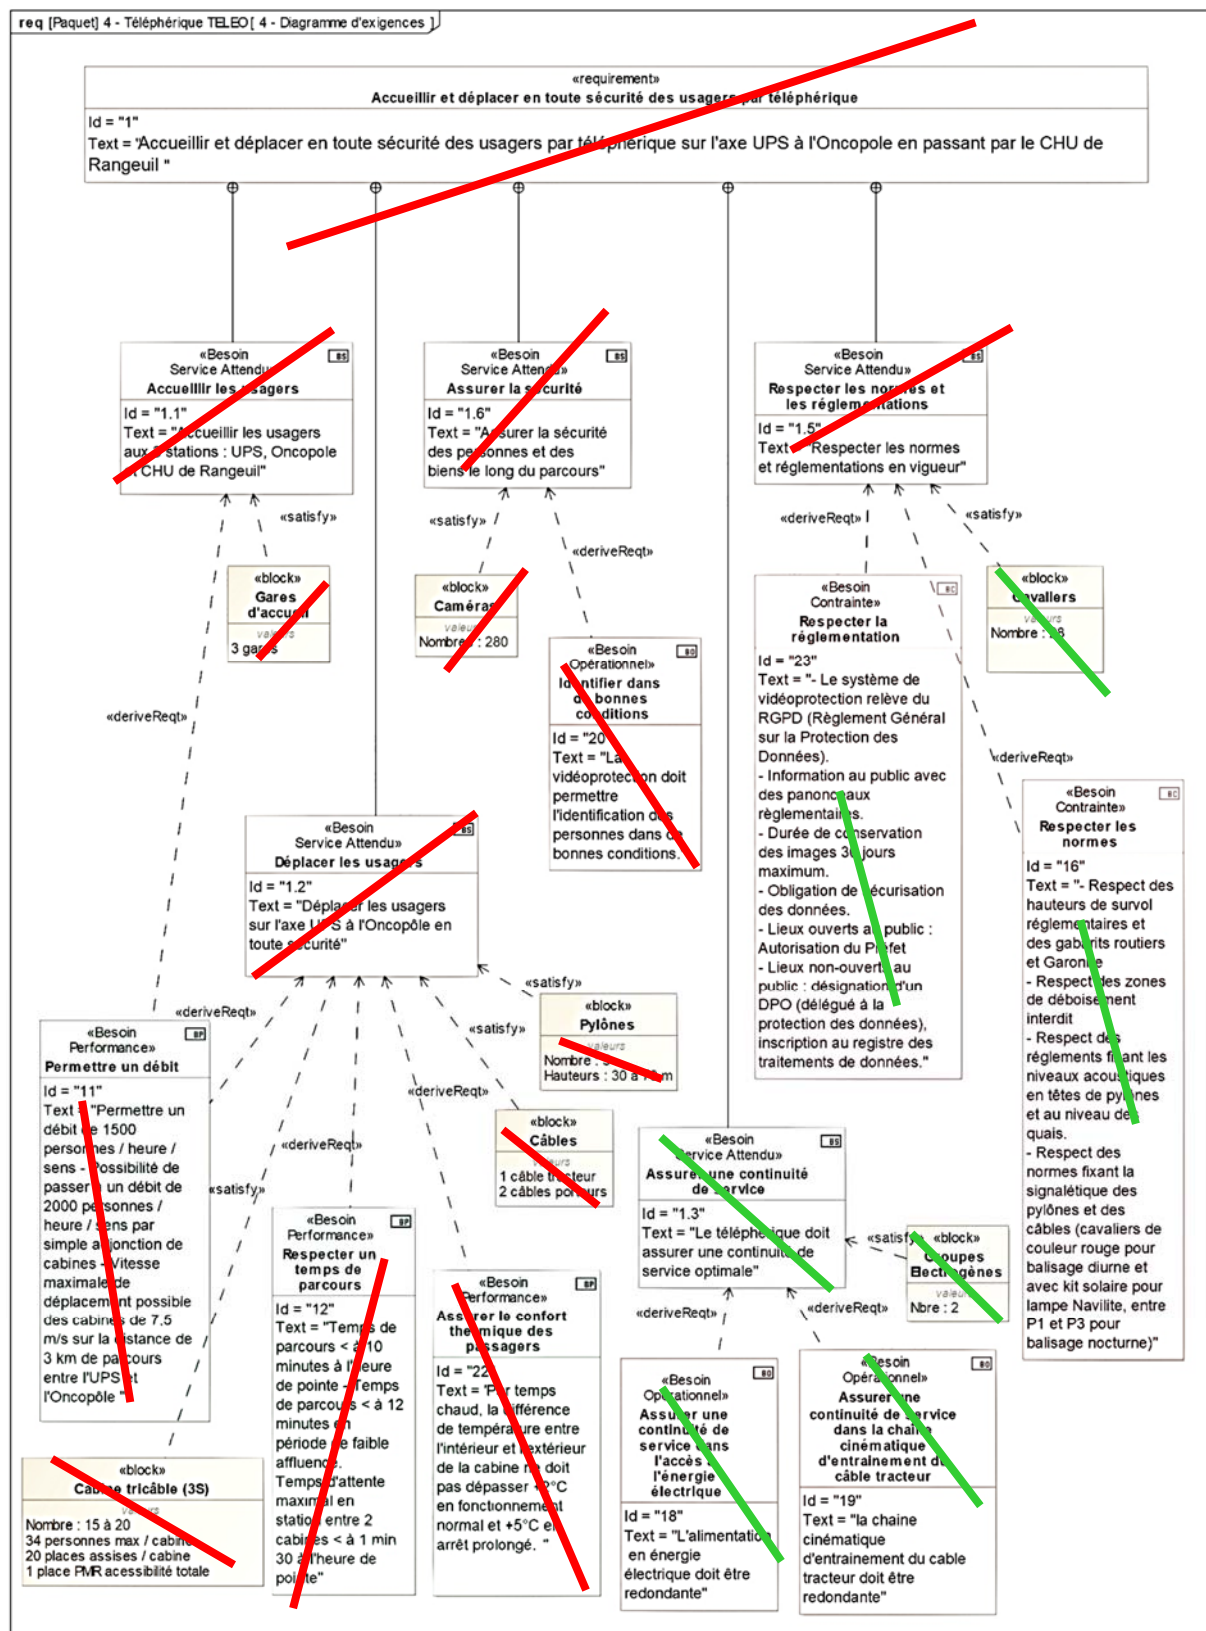 req [Paquet] 4 - Téléphérique TELEO[ 4 - Diagramme d'exigences ]
«requirement»
Accueillir et déplacer en toute sécurité des usagers par téléphérique
Id = "1"
Text = "Accueillir et déplacer en toute sécurité des usagers par téléphérique sur l'axe UPS à l'Oncopole en passant par le CHU de
Rangeuil "
«Besoin
Service Attendu»
BS
Accueillir les usagers
Id = "1.1"
Text = "Accueillir les usagers
aux 3 stations : UPS, Oncopole
et CHU de Rangeuil"
«Besoin
Service Attendu»
BS
Assurer la sécurité
Id = "1.6"
Text = "Assurer la sécurité
des personnes et des
biens le long du parcours"
«Besoin
Service Attendu»
BS
Respecter les normes et
les réglementations
Id = "1.5"
Text = "Respecter les normes
et réglementations en vigueur"
«satisfy»
«satisfy»
«deriveReqt»
«deriveReqt»
«satisfy»
«block»
Gares
d'accueil
valeurs
3 gares
«block»
Caméras
valeurs
Nombre : 280
«Besoin
Opérationnel»
BO
Identifier dans
de bonnes
conditions
Id = "20"
Text = "La
vidéoprotection doit
permettre
l'identification des
personnes dans de
bonnes conditions.
«Besoin
Contrainte»
BC
Respecter la
réglementation
Id = "23"
Text = "- Le système de
vidéoprotection relève du
RGPD (Règlement Général
sur la Protection des
Données).
- Information au public avec
des panonceaux
règlementaires.
- Durée de conservation
des images 30 jours
maximum.
- Obligation de sécurisation
des données.
- Lieux ouverts au public :
Autorisation du Préfet
- Lieux non-ouverts au
public : désignation d'un
DPO (délégué à la
protection des données),
inscription au registre des
traitements de données."
«block»
Cavaliers
valeurs
Nombre : 28
«deriveReqt»
«deriveReqt»
«Besoin
Contrainte»
BC
Respecter les
normes
Id = "16"
Text = "- Respect des
hauteurs de survol
réglementaires et
des gabarits routiers
et Garonne
- Respect des zones
de déboisement
interdit
- Respect des
réglements fixant les
niveaux acoustiques
en têtes de pylônes
et au niveau des
quais.
- Respect des
normes fixant la
signalétique des
pylônes et des
câbles (cavaliers de
couleur rouge pour
balisage diurne et
avec kit solaire pour
lampe Navilite, entre
P1 et P3 pour
balisage nocturne)"
«Besoin
Service Attendu»
BS
Déplacer les usagers
Id = "1.2"
Text = "Déplacer les usagers
sur l'axe UPS à l'Oncopôle en
toute sécurité"
«deriveReqt»
«satisfy»
«satisfy»
«deriveReqt»
«deriveReqt»
«satisfy»
«block»
Pylônes
valeurs
Nombre :
Hauteurs : 30 à m
«Besoin
Performance»
BP
Permettre un débit
Id = "11"
Text = "Permettre un
débit de 1500
personnes / heure /
sens - Possibilité de
passer à un débit de
2000 personnes /
heure / sens par
simple adjonction de
cabines - Vitesse
maximale de
déplacement possible
des cabines de 7,5
m/s sur la distance de
3 km de parcours
entre l'UPS et
l'Oncopôle "
«block»
Câbles
valeurs
1 câble tracteur
2 câbles porteurs
«Besoin
Service Attendu»
BS
Assurer une continuité
de service
Id = "1.3"
Text = "Le téléphérique doit
assurer une continuité de
service optimale"
«satisfy»
«block»
Groupes
Electrogènes
valeurs
Nbre : 2
«deriveReqt»
«deriveReqt»
«Besoin
Performance»
BP
Respecter un
temps de
parcours
Id = "12"
Text = "Temps de
parcours < à 10
minutes à l'heure
de pointe - Temps
de parcours < à 12
minutes en
période de faible
affluence.
Temps d'attente
maximal en
station entre 2
cabines < à 1 min
30 à l'heure de
pointe"
«Besoin
Performance»
BP
Assurer le confort
thermique des
passagers
Id = "22"
Text = "Par temps
chaud, la différence
de température entre
l'intérieur et l'extérieur
de la cabine ne doit
pas dépasser °C
en fonctionnement
normal et +5°C en
arrêt prolongé. "
«Besoin
Opérationnel»
BO
Assurer une
continuité de
service dans
l'accès à
l'énergie
électrique
Id = "18"
Text = "L'alimentation
en énergie
électrique doit être
redondante"
«Besoin
Opérationnel»
BO
Assurer une
continuité de service
dans la chaine
cinématique
d'entrainement du
câble tracteur
Id = "19"
Text = "la chaine
cinématique
d'entrainement du cable
tracteur doit être
redondante"
«block»
Cabine tricâble (3S)
valeurs
Nombre : 15 à 20
34 personnes max / cabine
20 places assises / cabine
1 place PMR acessibilité totale